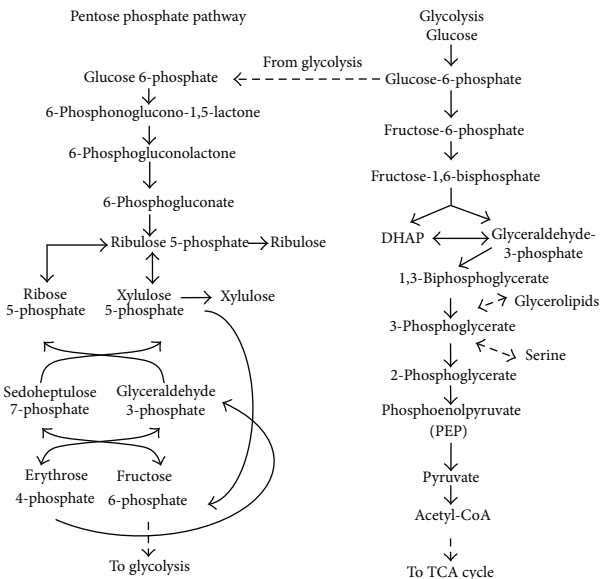 Pentose phosphate pathway
Glucose 6-phosphate
6-Phosphonoglucono-1,5-lactone
6-Phosphogluconolactone
6-Phosphogluconate
Ribulose 5-phosphate
Ribulose
Ribose
5-phosphate
Xylulose
5-phosphate
Xylulose
Sedoheptulose
7-phosphate
Glyceraldehyde
3-phosphate
Erythrose
4-phosphate
Fructose
6-phosphate
To glycolysis
From glycolysis
Glycolysis
Glucose
Glucose-6-phosphate
Fructose-6-phosphate
Fructose-1,6-bisphosphate
DHAP
Glyceraldehyde-
3-phosphate
1,3-Biphosphoglycerate
Glycerolipids
3-Phosphoglycerate
Serine
2-Phosphoglycerate
Phosphoenolpyruvate
(PEP)
Pyruvate
Acetyl-CoA
To TCA cycle